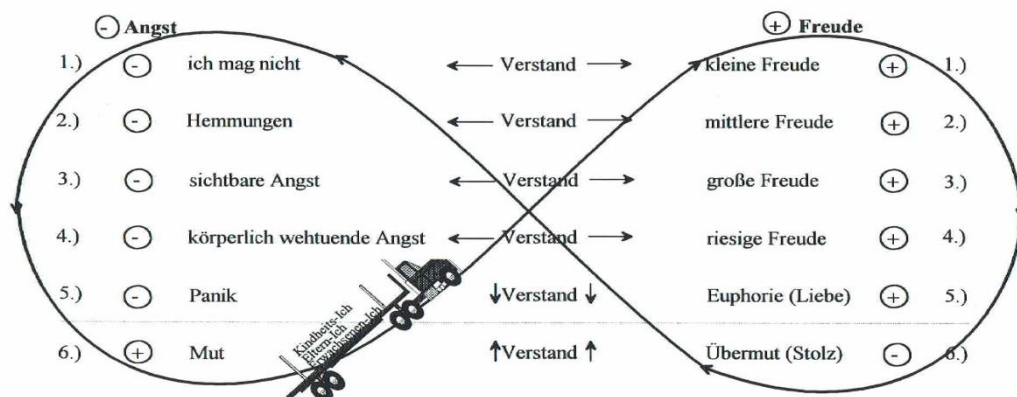 ⊖ Angst ⊕ Freude
1.) ⊖ ich mag nicht ← Verstand → kleine Freude ⊕ 1.)
2.) ⊖ Hemmungen ← Verstand → mittlere Freude ⊕ 2.)
3.) ⊖ sichtbare Angst ← Verstand → große Freude ⊕ 3.)
4.) ⊖ körperlich wehtuende Angst ← Verstand → riesige Freude ⊕ 4.)
5.) ⊖ Panik ↓ Verstand ↓ Euphorie (Liebe) ⊕ 5.)
6.) ⊕ Mut ↑ Verstand ↑ Übermut (Stolz) ⊖ 6.)
Kindheits-Ich
Eltern-Ich
Erwachsenen-Ich